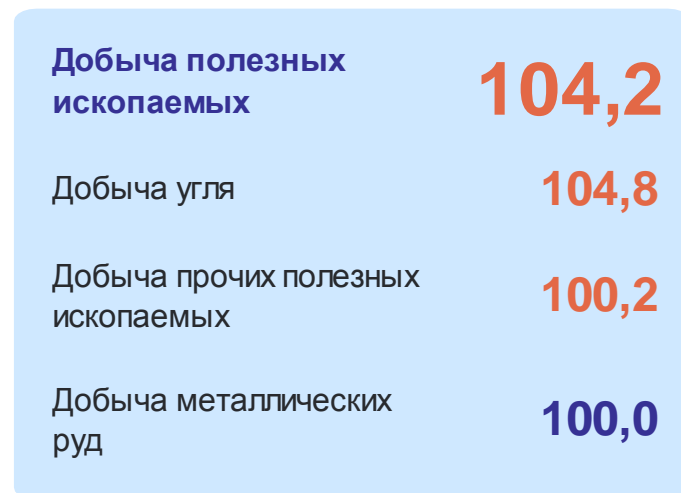 Добыча полезных
ископаемых
104,2
Добыча угля
104,8
Добыча прочих полезных
ископаемых
100,2
Добыча металлических
руд
100,0